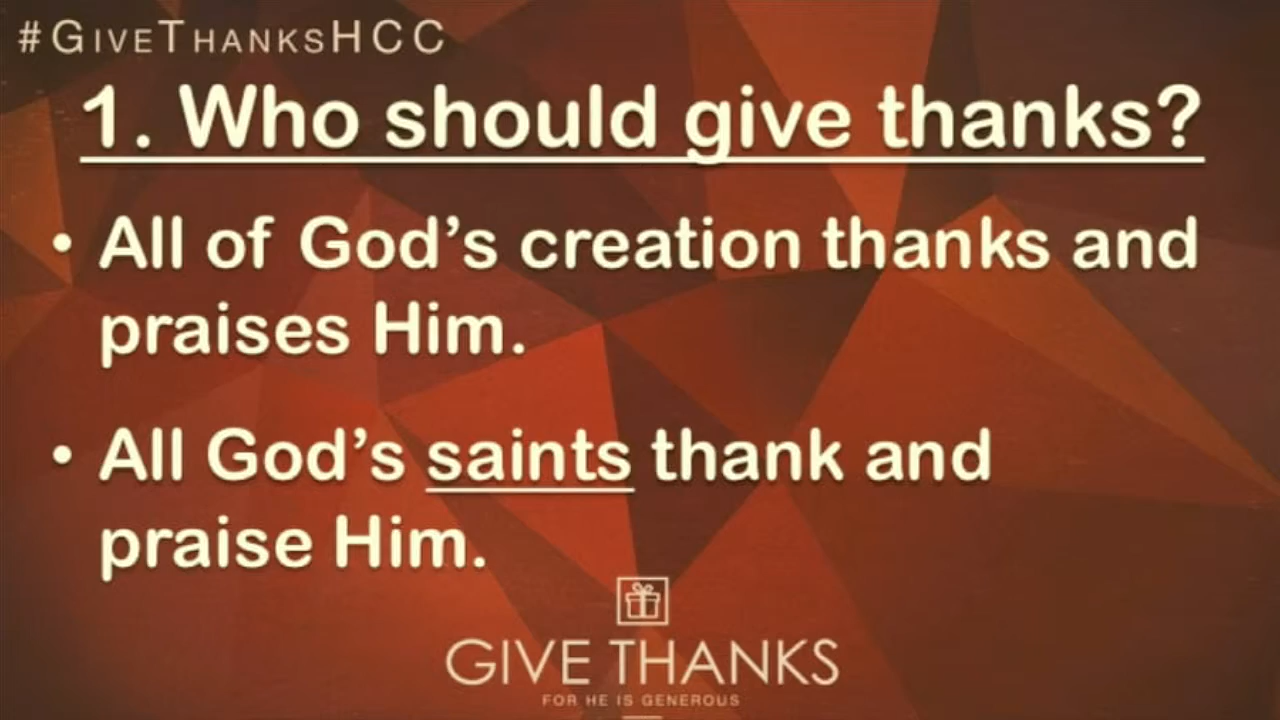 #GIVETHANKSHCC
1. Who should give thanks?
• All of God's creation thanks and
praises Him.
• All God's saints thank and
praise Him.
GIVE THANKS
FOR HE IS GENEROUS